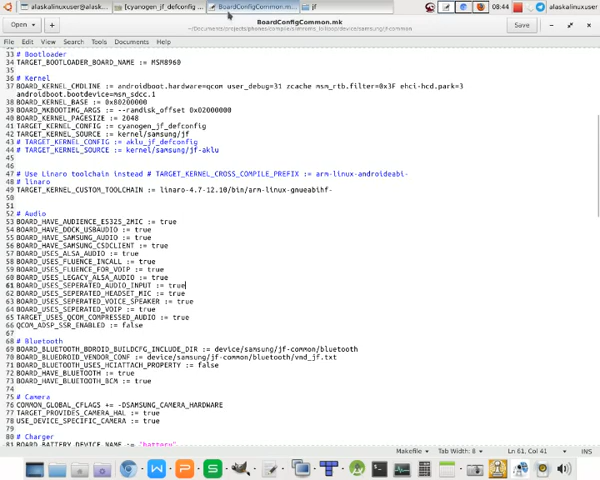 alaskalinuxuser@alask...
[cyanogen_jf_defconfig ...
BoardConfigCommon.mk ...
jf
08:44
alaskalinuxuser
Open
BoardConfigCommon.mk
Save
File Edit View Search Tools Documents Help
33 # Bootloader
34 TARGET_BOOTLOADER_BOARD_NAME := MSM8960
35
36 # Kernel
37 BOARD_KERNEL_CMDLINE := androidboot.hardware=qcom user_debug=31 zcache msm_rtb.filter=0x3F ehci-hcd.park=3
androidboot.bootdevice=msm_sdcc.1
38 BOARD_KERNEL_BASE := 0x80200000
39 BOARD_MKBOOTIMG_ARGS := --ramdisk_offset 0x02000000
40 BOARD_KERNEL_PAGESIZE := 2048
41 TARGET_KERNEL_CONFIG := cyanogen_jf_defconfig
42 TARGET_KERNEL_SOURCE := kernel/samsung/jf
43 # TARGET_KERNEL_CONFIG := aklu_jf_defconfig
44 # TARGET_KERNEL_SOURCE := kernel/samsung/jf-aklu
45
46
47 # Use Linaro toolchain instead # TARGET_KERNEL_CROSS_COMPILE_PREFIX := arm-linux-androideabi-
48 # linaro
49 TARGET_KERNEL_CUSTOM_TOOLCHAIN := linaro-4.7-12.10/bin/arm-linux-gnueabihf-
50
51
52 # Audio
53 BOARD_HAVE_AUDIENCE_ES325_2MIC := true
54 BOARD_HAVE_DOCK_USBAUDIO := true
55 BOARD_HAVE_SAMSUNG_AUDIO := true
56 BOARD_HAVE_SAMSUNG_CSDCLIENT := true
57 BOARD_USES_ALSA_AUDIO := true
58 BOARD_USES_FLUENCE_INCALL := true
59 BOARD_USES_FLUENCE_FOR_VOIP := true
60 BOARD_USES_LEGACY_ALSA_AUDIO := true
61 BOARD_USES_SEPERATED_AUDIO_INPUT := true
62 BOARD_USES_SEPERATED_HEADSET_MIC := true
63 BOARD_USES_SEPERATED_VOICE_SPEAKER := true
64 BOARD_USES_SEPERATED_VOIP := true
65 TARGET_USES_QCOM_COMPRESSED_AUDIO := true
66 QCOM_ADSP_SSR_ENABLED := false
67
68 # Bluetooth
69 BOARD_BLUETOOTH_BDROID_BUILDCFG_INCLUDE_DIR := device/samsung/jf-common/bluetooth
70 BOARD_BLUEDROID_VENDOR_CONF := device/samsung/jf-common/bluetooth/vnd_jf.txt
71 BOARD_BLUETOOTH_USES_HCIATTACH_PROPERTY := false
72 BOARD_HAVE_BLUETOOTH := true
73 BOARD_HAVE_BLUETOOTH_BCM := true
74
75 # Camera
76 COMMON_GLOBAL_CFLAGS += -DSAMSUNG_CAMERA_HARDWARE
77 TARGET_PROVIDES_CAMERA_HAL := true
78 USE_DEVICE_SPECIFIC_CAMERA := true
79
80 # Charger
81 BOARD_BATTERY_DEVICE_NAME := "battery"
Makefile Tab Width: 8 Ln 61, Col 41 INS